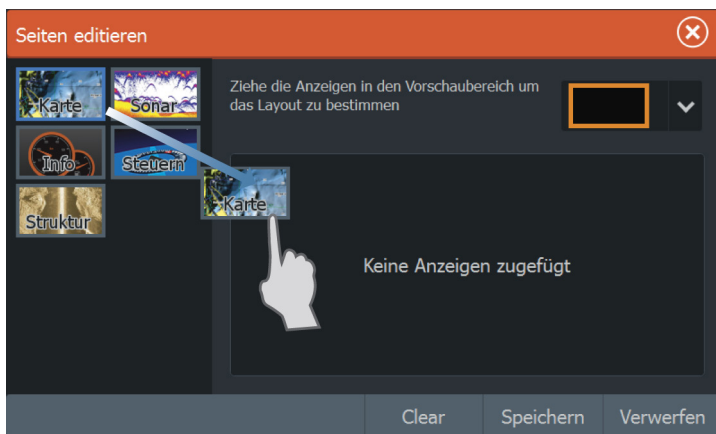 Seiten editieren
Karte
Sonar
Info
Steuern
Struktur
Ziehe die Anzeigen in den Vorschaubereich um
das Layout zu bestimmen
Karte
Keine Anzeigen zugefügt
Clear
Speichern
Verwerfen